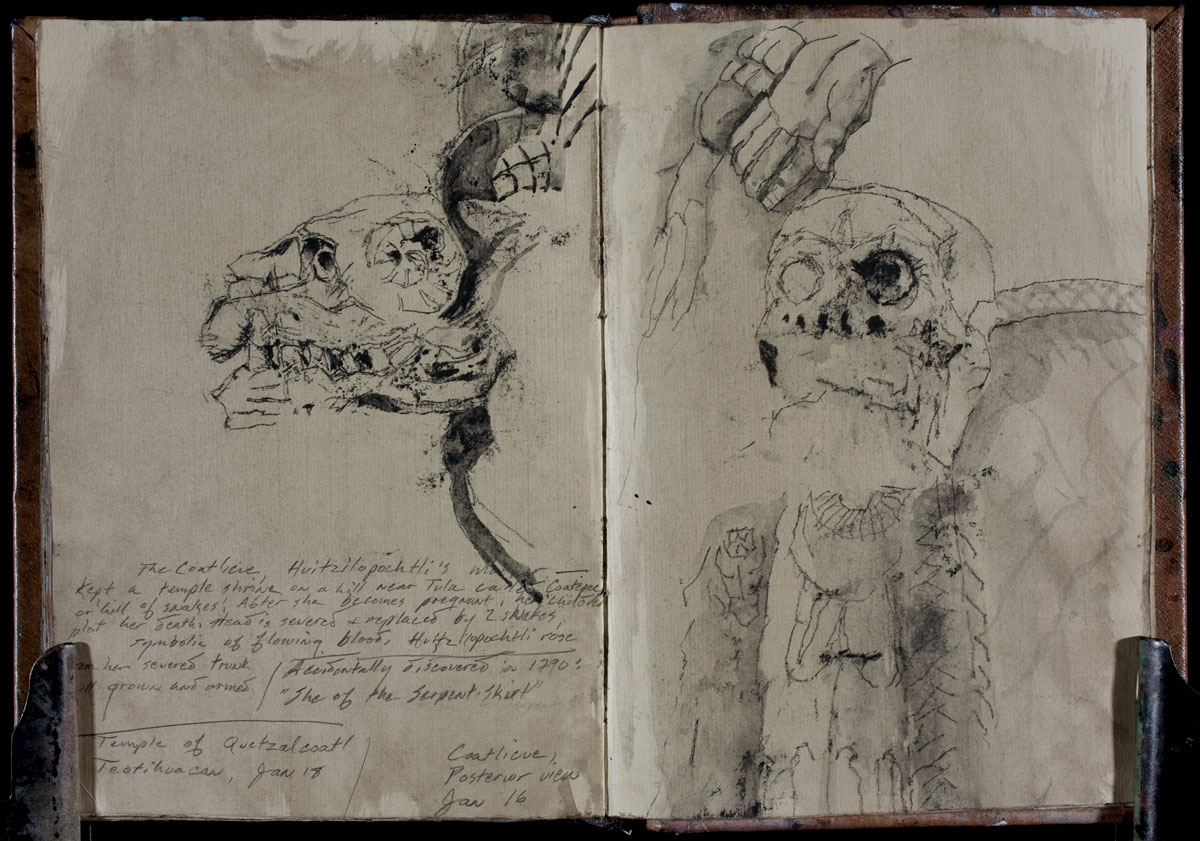 The Coatlicue, Huitzilopochtli's
Kept a temple shrine on a hill near Tula called Coatepec
or hill of snakes. After she becomes pregnant, her children
plot her death. Head is severed & replaced by 2 snakes,
symbolic of flowing blood. Huitzilopochtli rose
her severed trunk
grown and armed
Accidentally discovered in 1790:
"She of the Serpent-Skirt"
Temple of Quetzalcoatl
Teotihuacan, Jan 18
Coatlicue,
Posterior view
Jan 16